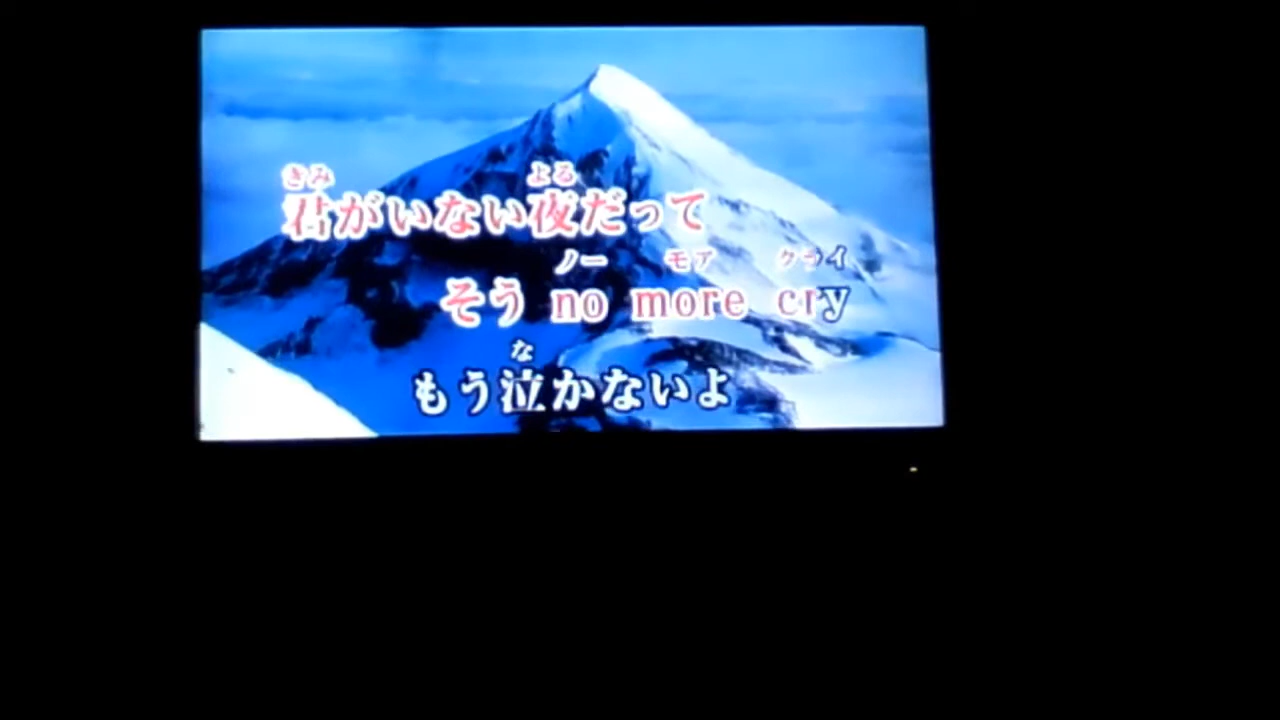 きみ よる
君がいない夜だって
ノー モア クライ
そう no more cry
な
もう泣かないよ